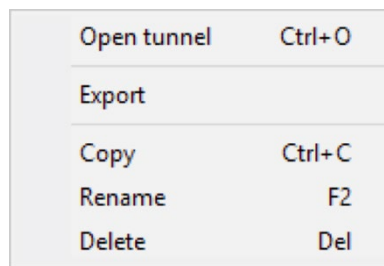 Open tunnel Ctrl+O
Export
Copy Ctrl+C
Rename F2
Delete Del